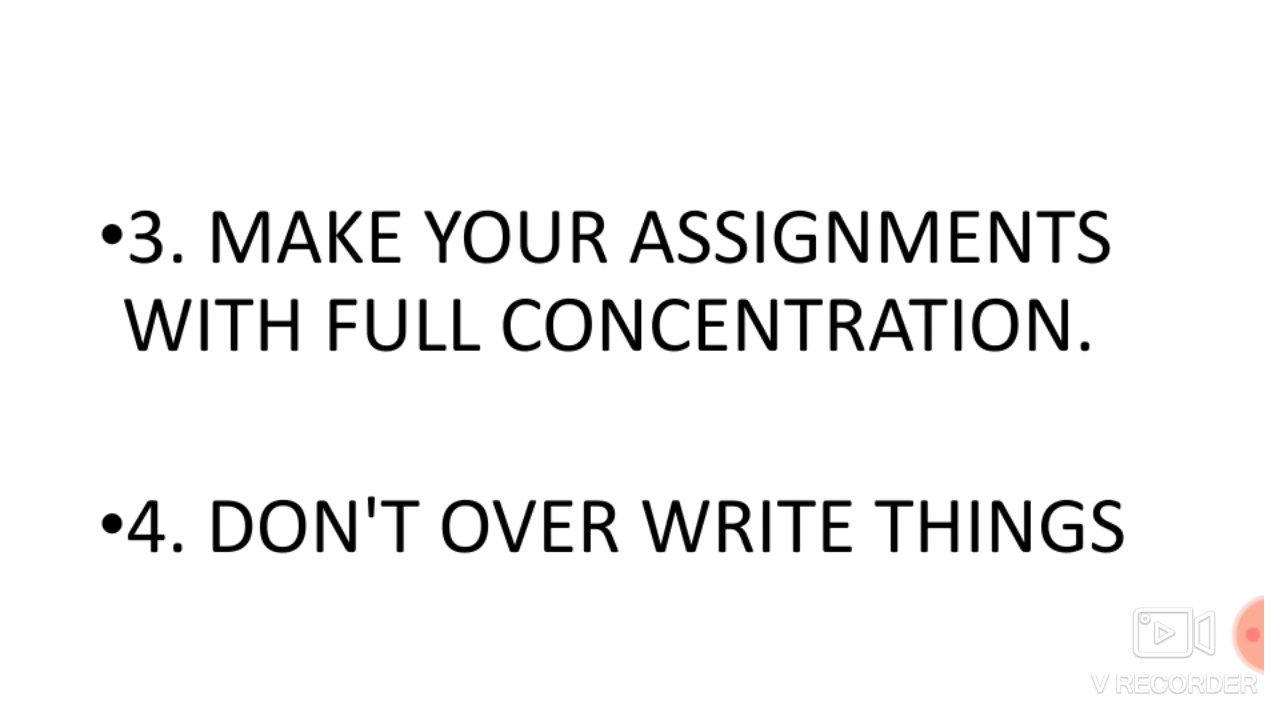 •3. MAKE YOUR ASSIGNMENTS
WITH FULL CONCENTRATION.
•4. DON'T OVER WRITE THINGS
V RECORDER